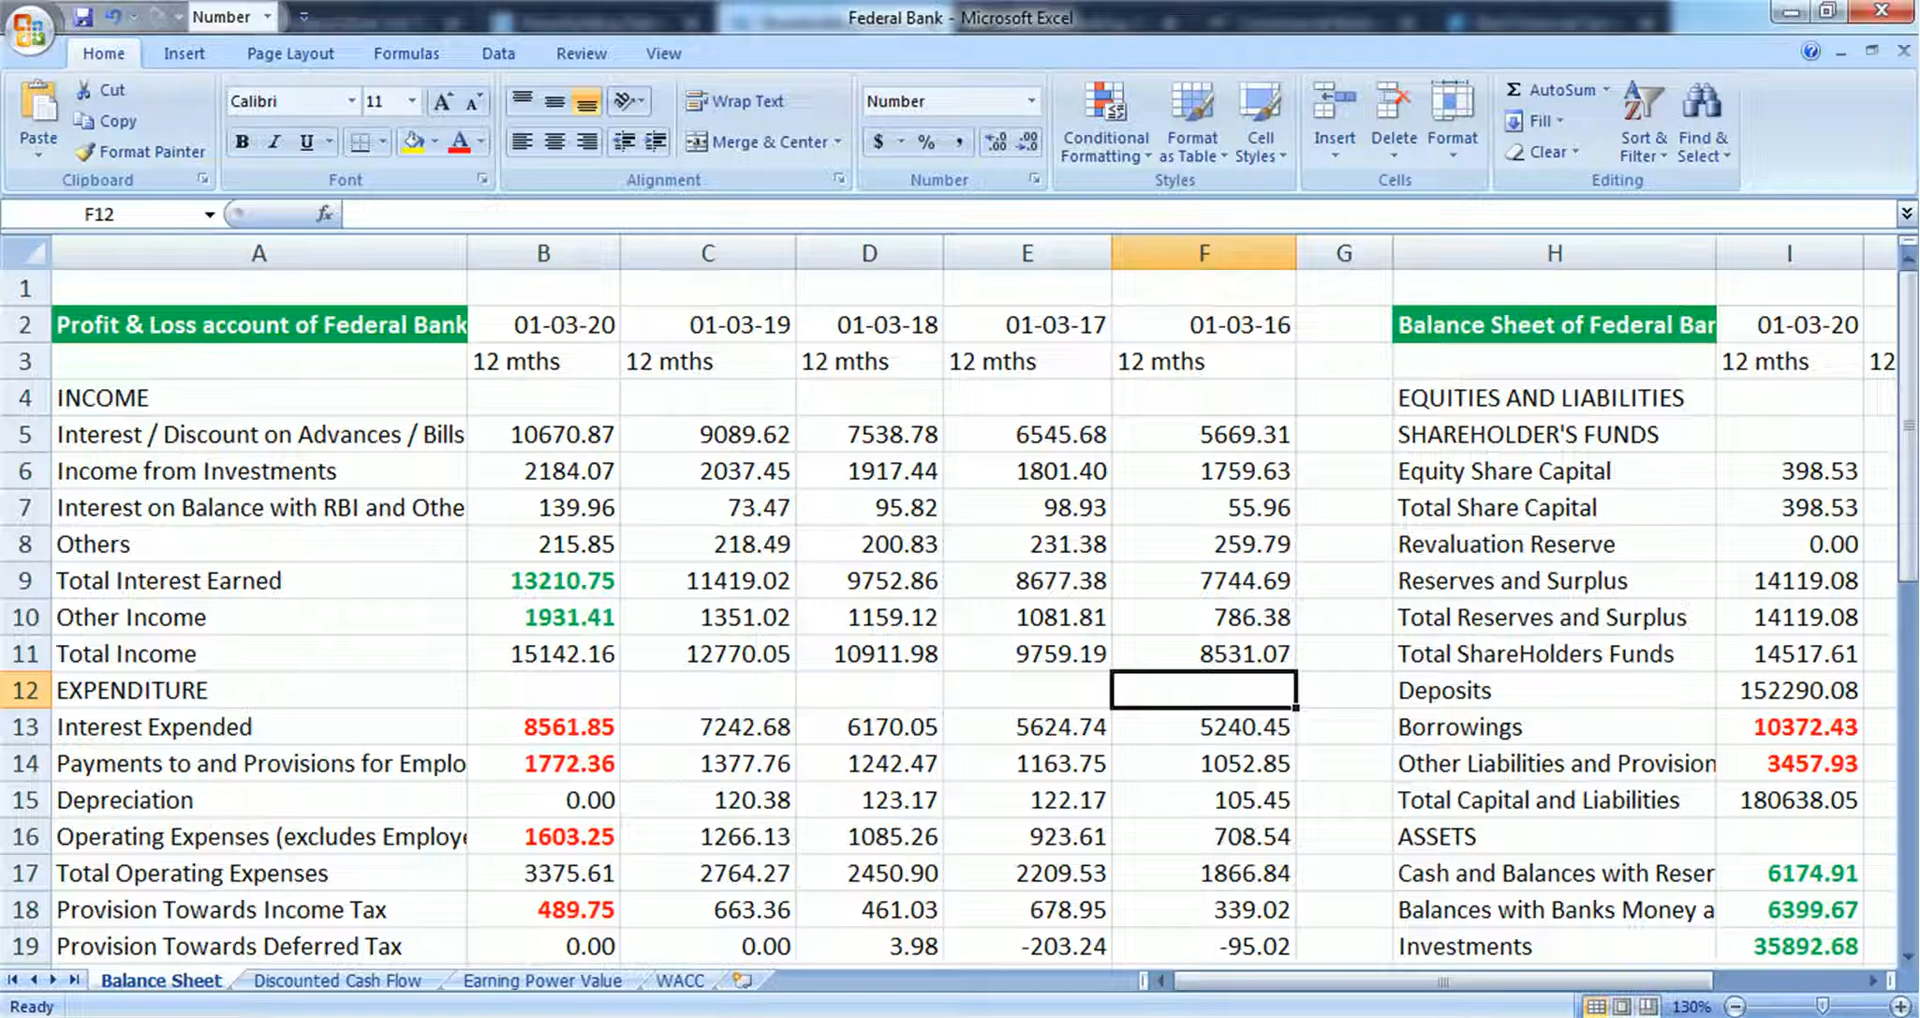 Number
Federal Bank - Microsoft Excel
Home Insert Page Layout Formulas Data Review View
Paste
Cut
Copy
Format Painter
Clipboard
Calibri 11
B I U
Font
Wrap Text
Merge & Center
Alignment
Number
$ % ,
Number
Conditional Formatting
Format as Table
Cell Styles
Styles
Insert Delete Format
Cells
Σ AutoSum
Fill
Clear
Sort & Filter
Find & Select
Editing
F12 fx
A B C D E F G H I
1
2 Profit & Loss account of Federal Bank 01-03-20 01-03-19 01-03-18 01-03-17 01-03-16 Balance Sheet of Federal Bar 01-03-20
3 12 mths 12 mths 12 mths 12 mths 12 mths 12 mths 12
4 INCOME EQUITIES AND LIABILITIES
5 Interest / Discount on Advances / Bills 10670.87 9089.62 7538.78 6545.68 5669.31 SHAREHOLDER'S FUNDS
6 Income from Investments 2184.07 2037.45 1917.44 1801.40 1759.63 Equity Share Capital 398.53
7 Interest on Balance with RBI and Othe 139.96 73.47 95.82 98.93 55.96 Total Share Capital 398.53
8 Others 215.85 218.49 200.83 231.38 259.79 Revaluation Reserve 0.00
9 Total Interest Earned 13210.75 11419.02 9752.86 8677.38 7744.69 Reserves and Surplus 14119.08
10 Other Income 1931.41 1351.02 1159.12 1081.81 786.38 Total Reserves and Surplus 14119.08
11 Total Income 15142.16 12770.05 10911.98 9759.19 8531.07 Total ShareHolders Funds 14517.61
12 EXPENDITURE Deposits 152290.08
13 Interest Expended 8561.85 7242.68 6170.05 5624.74 5240.45 Borrowings 10372.43
14 Payments to and Provisions for Emplo 1772.36 1377.76 1242.47 1163.75 1052.85 Other Liabilities and Provision 3457.93
15 Depreciation 0.00 120.38 123.17 122.17 105.45 Total Capital and Liabilities 180638.05
16 Operating Expenses (excludes Employe 1603.25 1266.13 1085.26 923.61 708.54 ASSETS
17 Total Operating Expenses 3375.61 2764.27 2450.90 2209.53 1866.84 Cash and Balances with Reser 6174.91
18 Provision Towards Income Tax 489.75 663.36 461.03 678.95 339.02 Balances with Banks Money a 6399.67
19 Provision Towards Deferred Tax 0.00 0.00 3.98 -203.24 -95.02 Investments 35892.68
Balance Sheet Discounted Cash Flow Earning Power Value WACC
Ready 130%